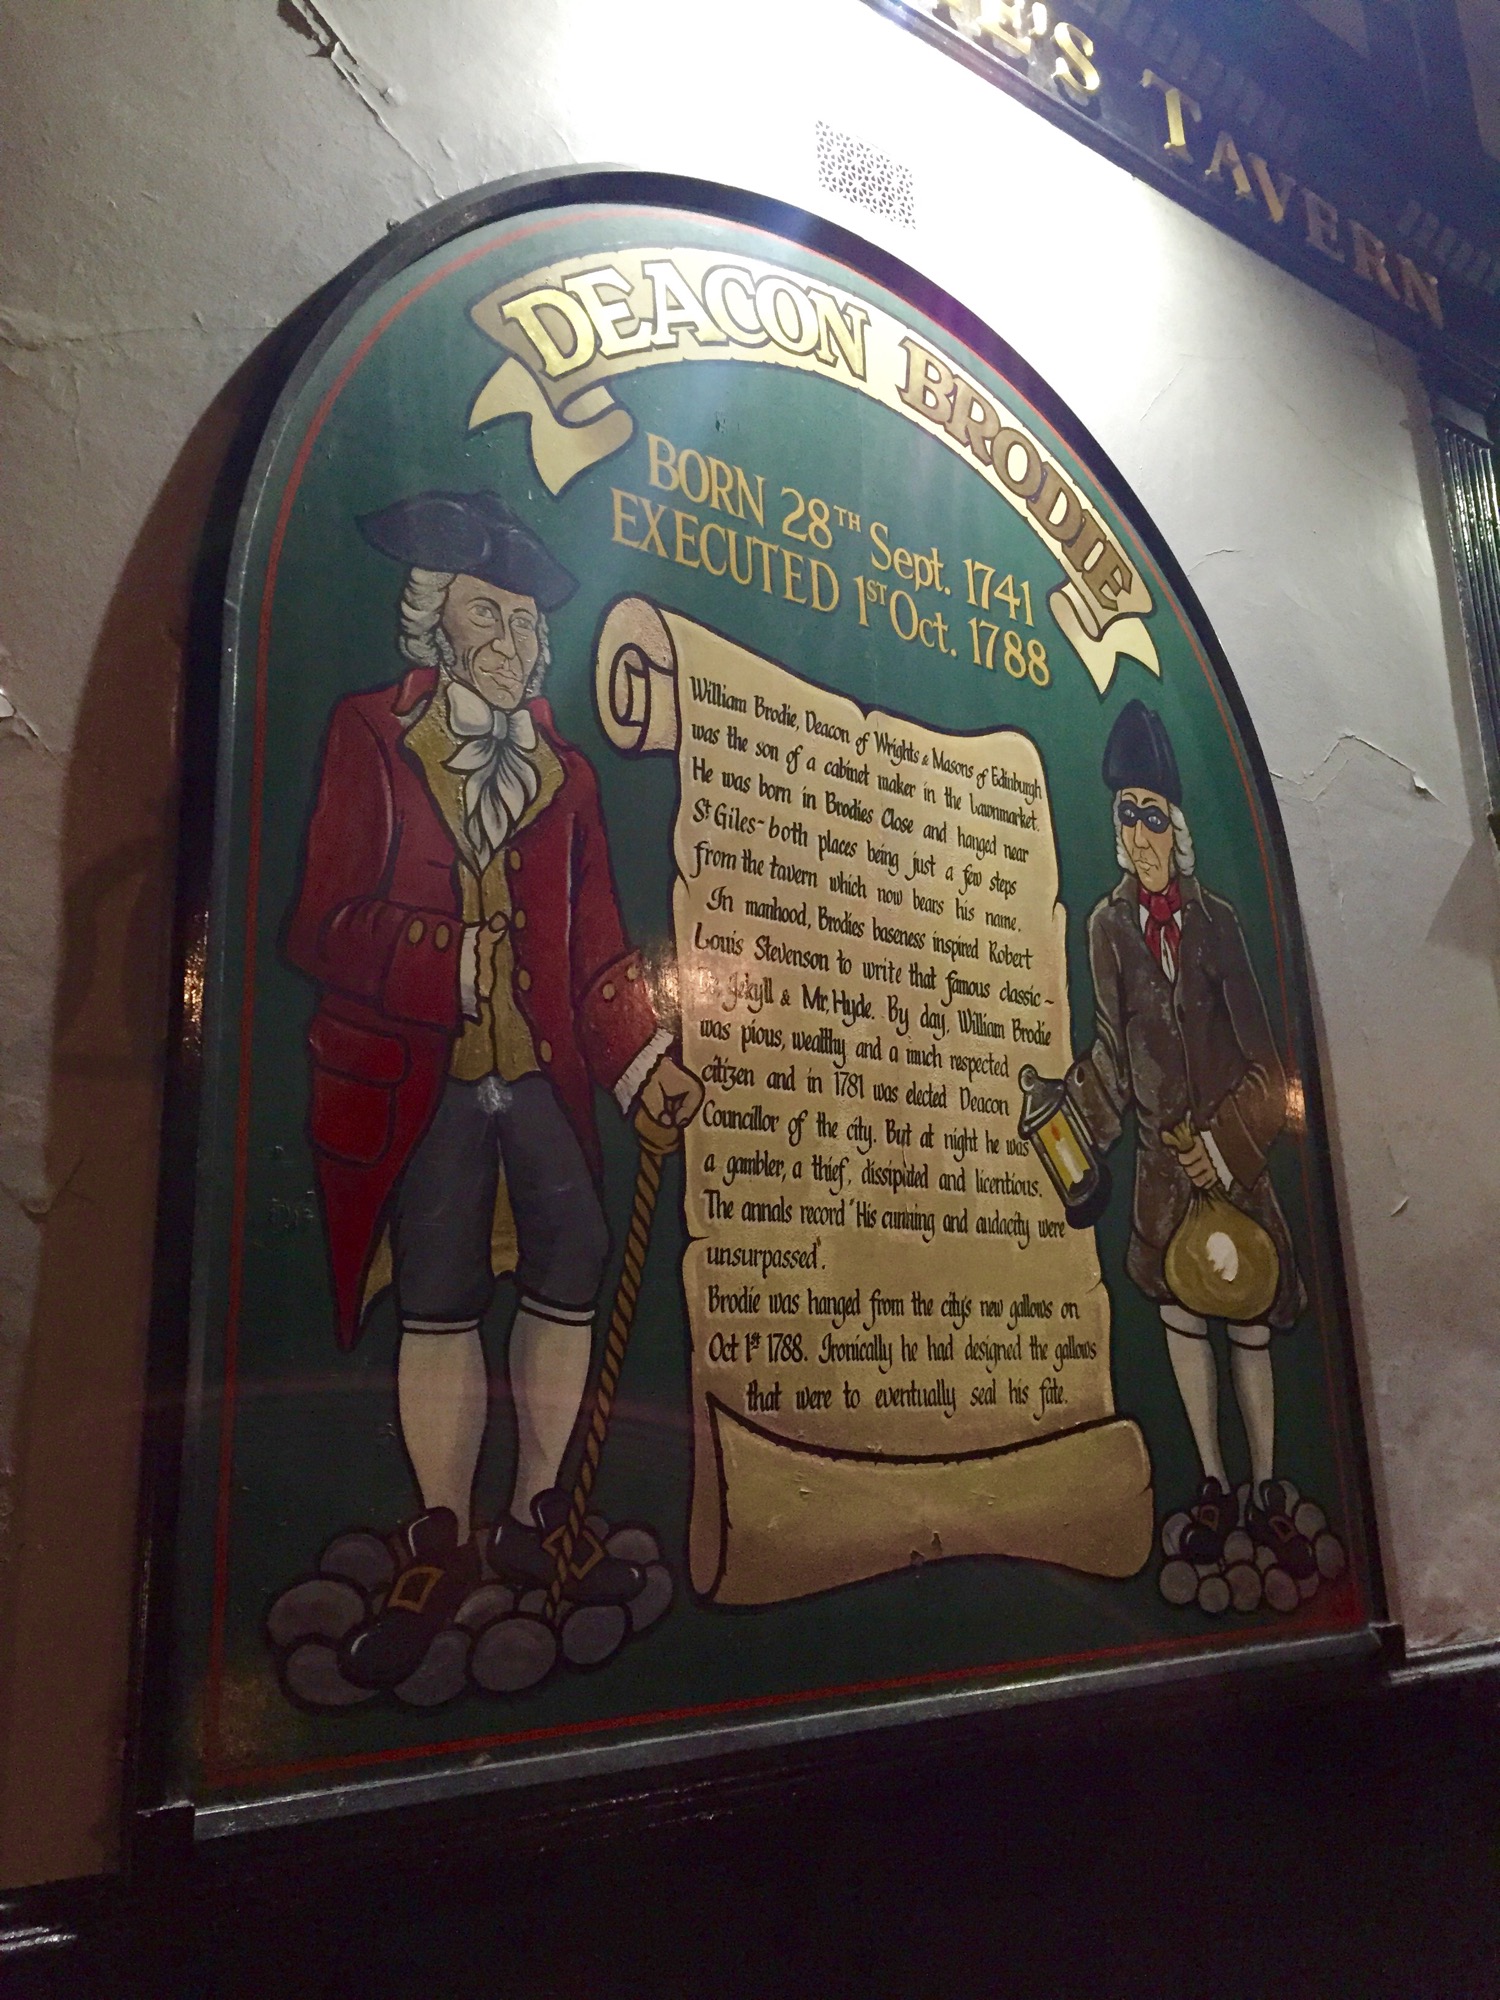 E'S TAVERN
DEACON BRODIE
BORN 28TH Sept. 1741
EXECUTED 1ST Oct. 1788
William Brodie, Deacon of Wrights & Masons of Edinburgh
was the son of a cabinet maker in the Lawnmarket.
He was born in Brodies Close and hanged near
St Giles - both places being just a few steps
from the tavern which now bears his name.
In manhood, Brodies baseness inspired Robert
Louis Stevenson to write that famous classic -
Dr. Jekyll & Mr. Hyde. By day, William Brodie
was pious, wealthy and a much respected
citizen and in 1781 was elected Deacon
Councillor of the city. But at night he was
a gambler, a thief, dissipated and licentious.
The annals record "His cunning and audacity were
unsurpassed".
Brodie was hanged from the city's new gallows on
Oct 1st 1788. Ironically he had designed the gallows
that were to eventually seal his fate.